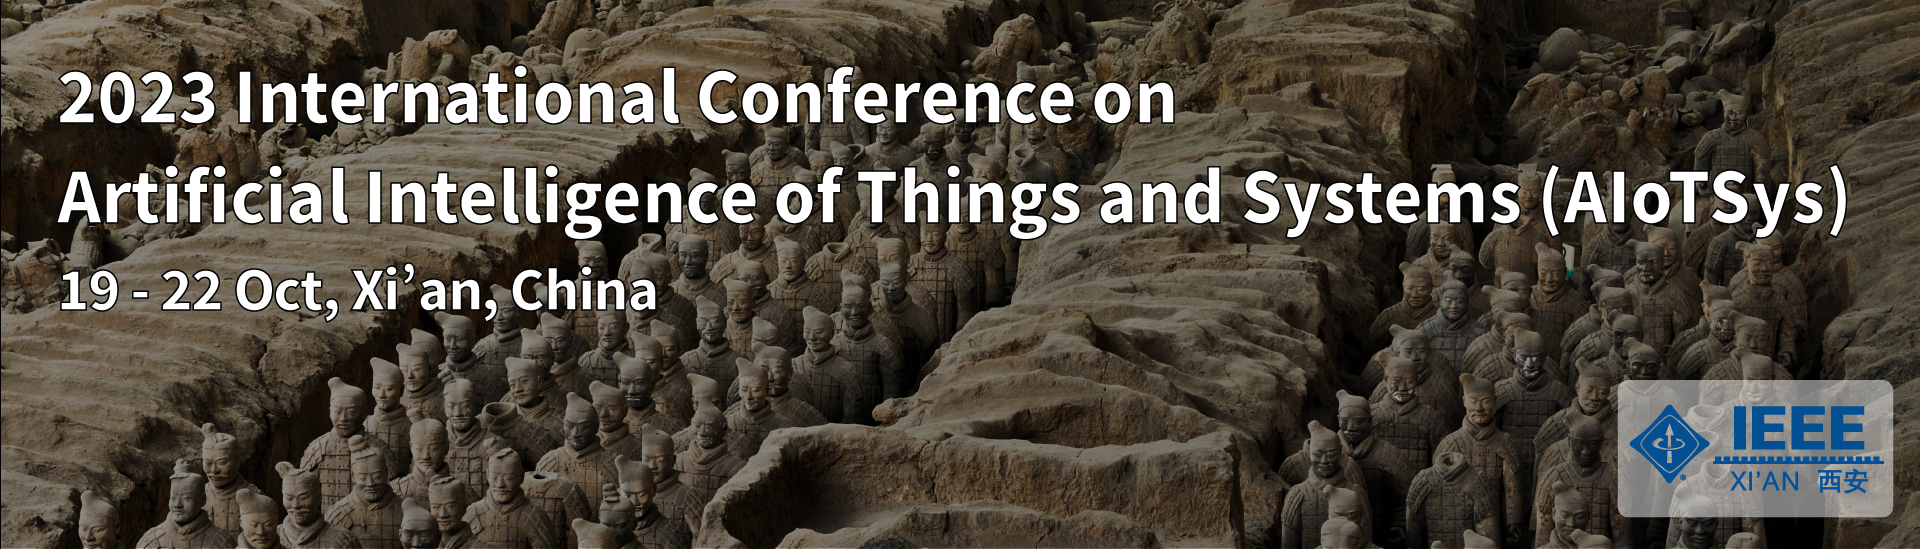 2023 International Conference on
Artificial Intelligence of Things and Systems (AIoTSys)
19 - 22 Oct, Xi’an, China
IEEE
XI’AN 西安